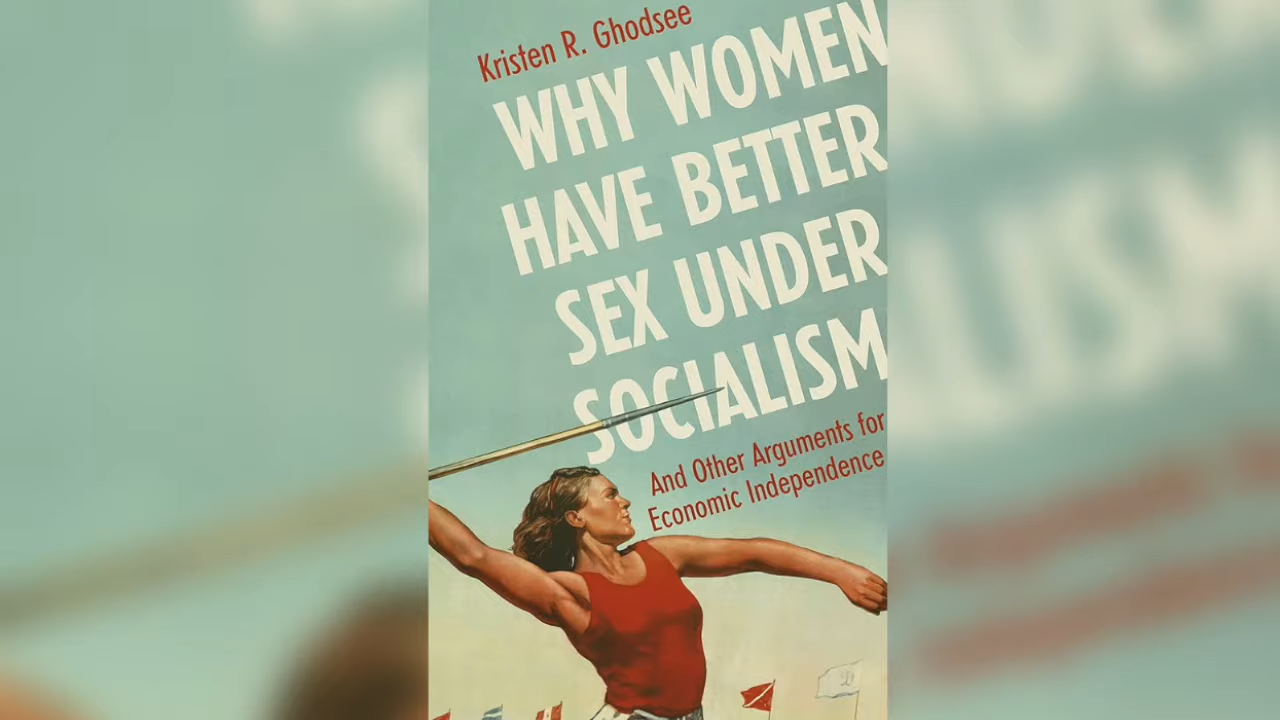 Kristen R. Ghodsee
WHY WOMEN
HAVE BETTER
SEX UNDER
SOCIALISM
And Other Arguments for
Economic Independence